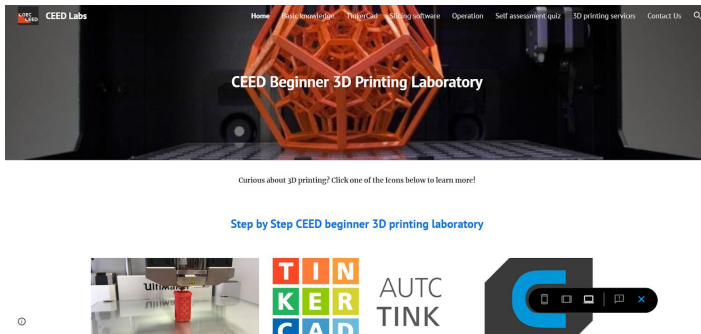 CEED Labs
Home Basic knowledge TinkerCad Slicing software Operation Self assessment quiz 3D printing services Contact Us
CEED Beginner 3D Printing Laboratory
Curious about 3D printing? Click one of the Icons below to learn more!
Step by Step CEED beginner 3D printing laboratory
TIN
KER
CAD
AUTC
TINK